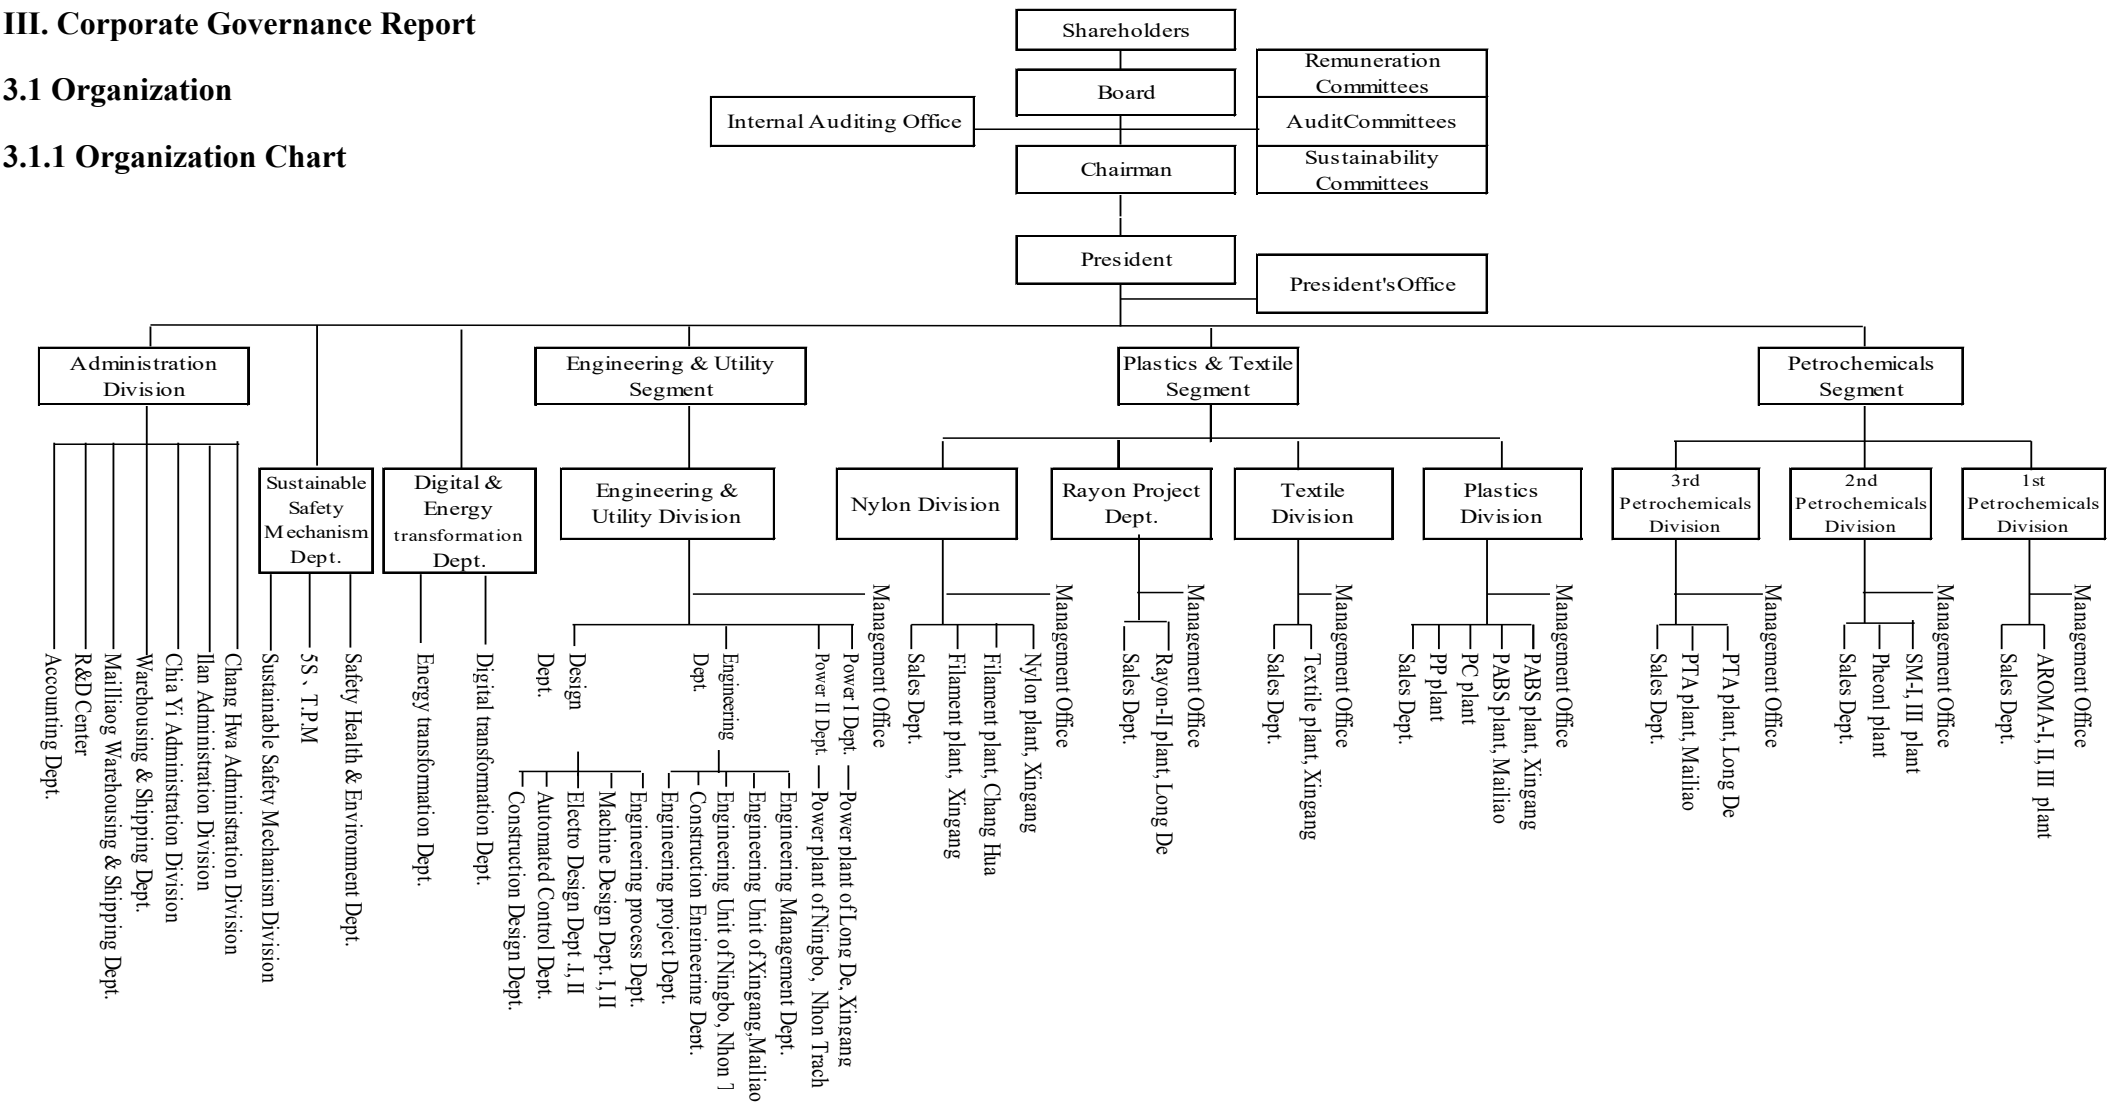 III. Corporate Governance Report
3.1 Organization
3.1.1 Organization Chart
Shareholders
Board
Remuneration
Committees
Internal Auditing Office
AuditCommittees
Chairman
Sustainability
Committees
President
President'sOffice
Administration
Division
Engineering & Utility
Segment
Plastics & Textile
Segment
Petrochemicals
Segment
Sustainable
Safety
Mechanism
Dept.
Digital &
Energy
transformation
Dept.
Engineering &
Utility Division
Nylon Division
Rayon Project
Dept.
Textile
Division
Plastics
Division
3rd
Petrochemicals
Division
2nd
Petrochemicals
Division
1st
Petrochemicals
Division
Accounting Dept.
R&D Center
Mailliaog Warehousing & Shipping Dept.
Warehousing & Shipping Dept.
Chia Yi Administration Division
Ilan Administration Division
Chang Hwa Administration Division
Sustainable Safety Mechanism Division
5S、T.P.M
Safety Health & Environment Dept.
Energy transformation Dept.
Digital transformation Dept.
Design
Dept.
Engineering
Dept.
Power II Dept.
Power I Dept.
Management Office
Construction Design Dept.
Automated Control Dept.
Electro Design Dept .I, II
Machine Design Dept. I, II
Engineering process Dept.
Engineering project Dept.
Construction Engineering Dept.
Engineering Unit of Ningbo, Nhon
Engineering Unit of Xingang,Mailiao
Engineering Management Dept.
Power plant of Ningbo, Nhon Trach
Power plant of Long De, Xingang
Sales Dept.
Filament plant, Xingang
Filament plant, Chang Hua
Nylon plant, Xingang
Management Office
Sales Dept.
Rayon-II plant, Long De
Management Office
Sales Dept.
Textile plant, Xingang
Management Office
Sales Dept.
PP plant
PC plant
PABS plant, Mailiao
PABS plant, Xingang
Management Office
Sales Dept.
PTA plant, Mailiao
PTA plant, Long De
Management Office
Sales Dept.
Pheonl plant
SM-I, III plant
Management Office
Sales Dept.
AROMA-I, II, III plant
Management Office